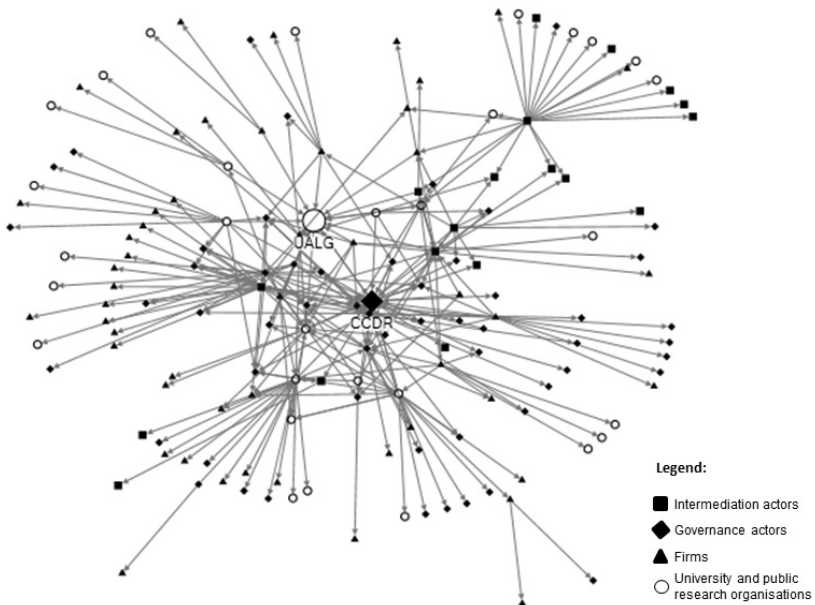 UALG
CCDR
Legend:
Intermediation actors
Governance actors
Firms
University and public
research organisations